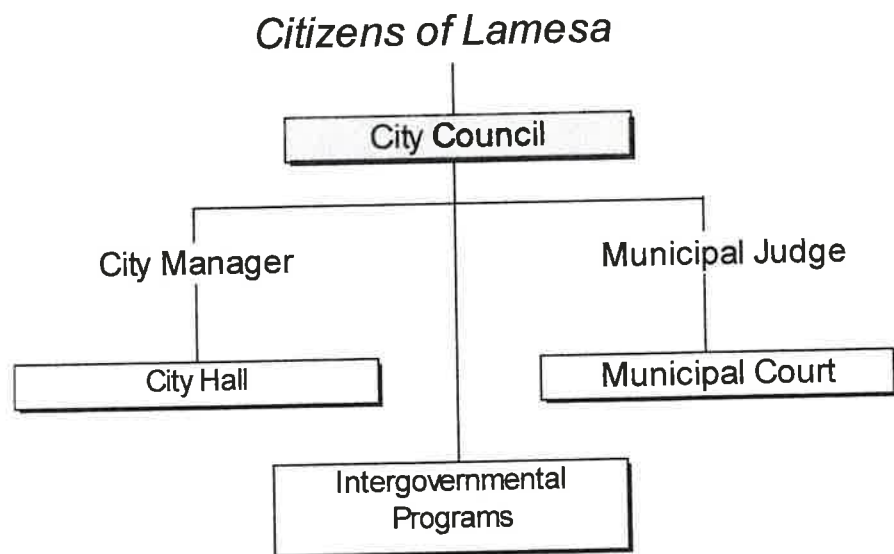 Citizens of Lamesa
City Council
City Manager
Municipal Judge
City Hall
Municipal Court
Intergovernmental
Programs